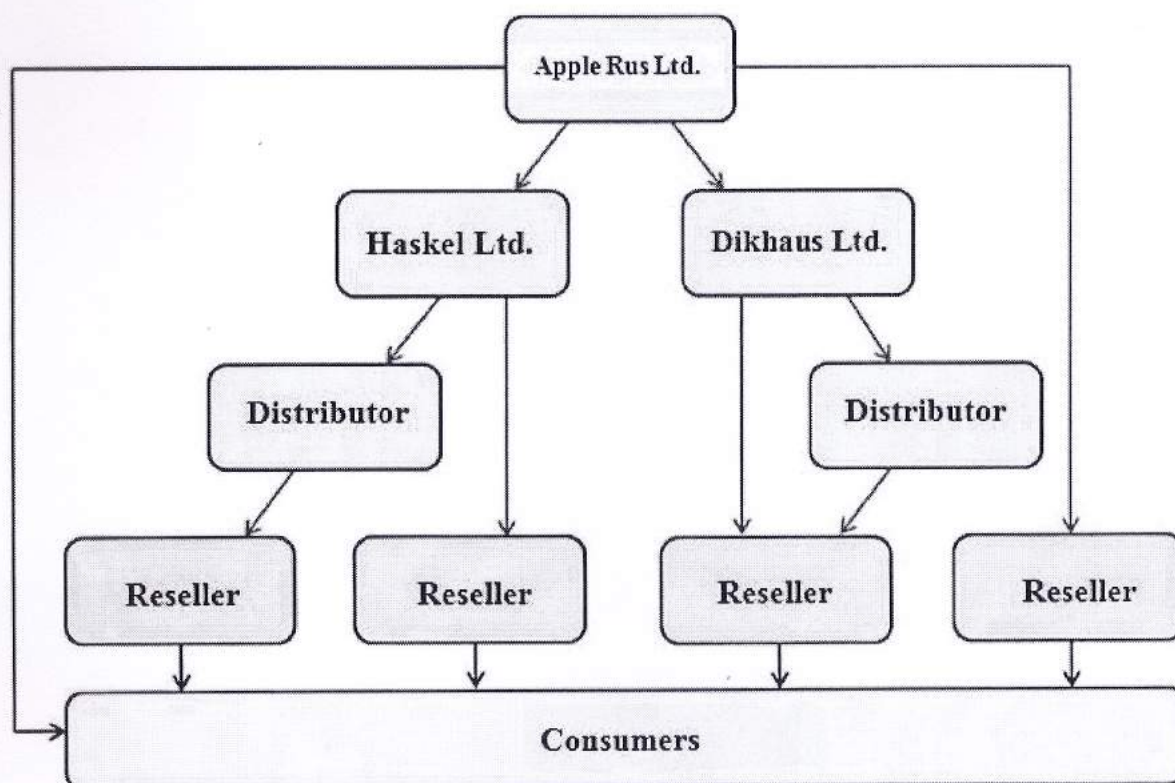 Apple Rus Ltd.
Haskel Ltd.
Dikhaus Ltd.
Distributor
Distributor
Reseller
Reseller
Reseller
Reseller
Consumers